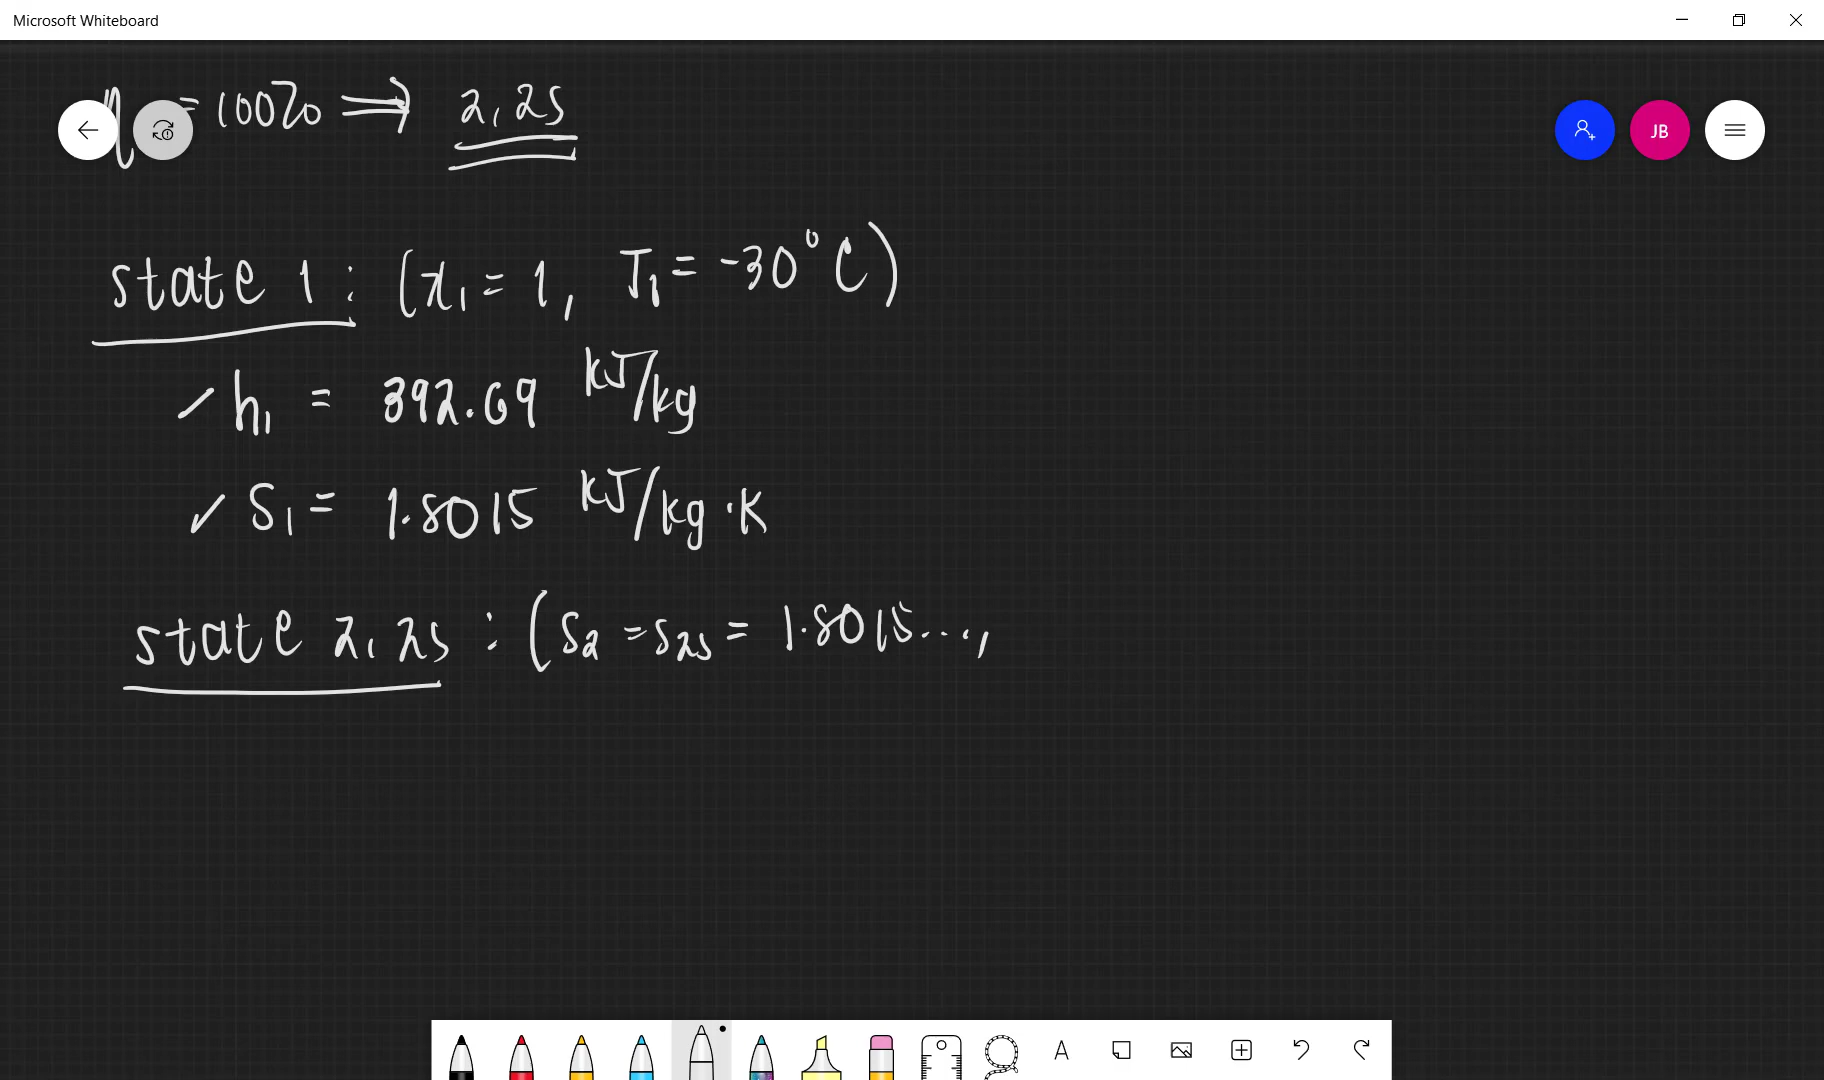 Microsoft Whiteboard
η = 100% ⇒ 2,2s
JB
state 1: (x₁ = 1, T₁ = -30°C)
✓ h₁ = 392.69 kJ/kg
✓ s₁ = 1.8015 kJ/kg·K
state 2,2s : (s₂ = s₂ₛ = 1.8015...,
A